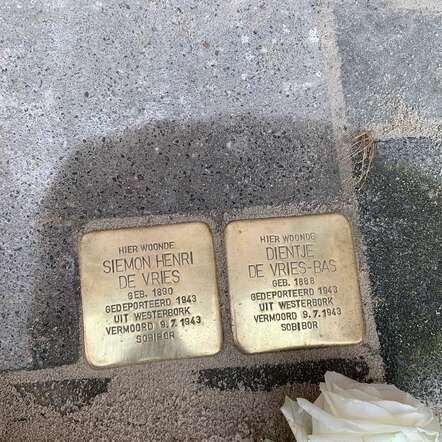 HIER WOONDE
SIEMON HENRI
DE VRIES
GEB. 1890
GEDEPORTEERD 1943
UIT WESTERBORK
VERMOORD 9.7.1943
SOBIBOR
HIER WOONDE
DIENTJE
DE VRIES-BAS
GEB. 1888
GEDEPORTEERD 1943
UIT WESTERBORK
VERMOORD 9.7.1943
SOBIBOR